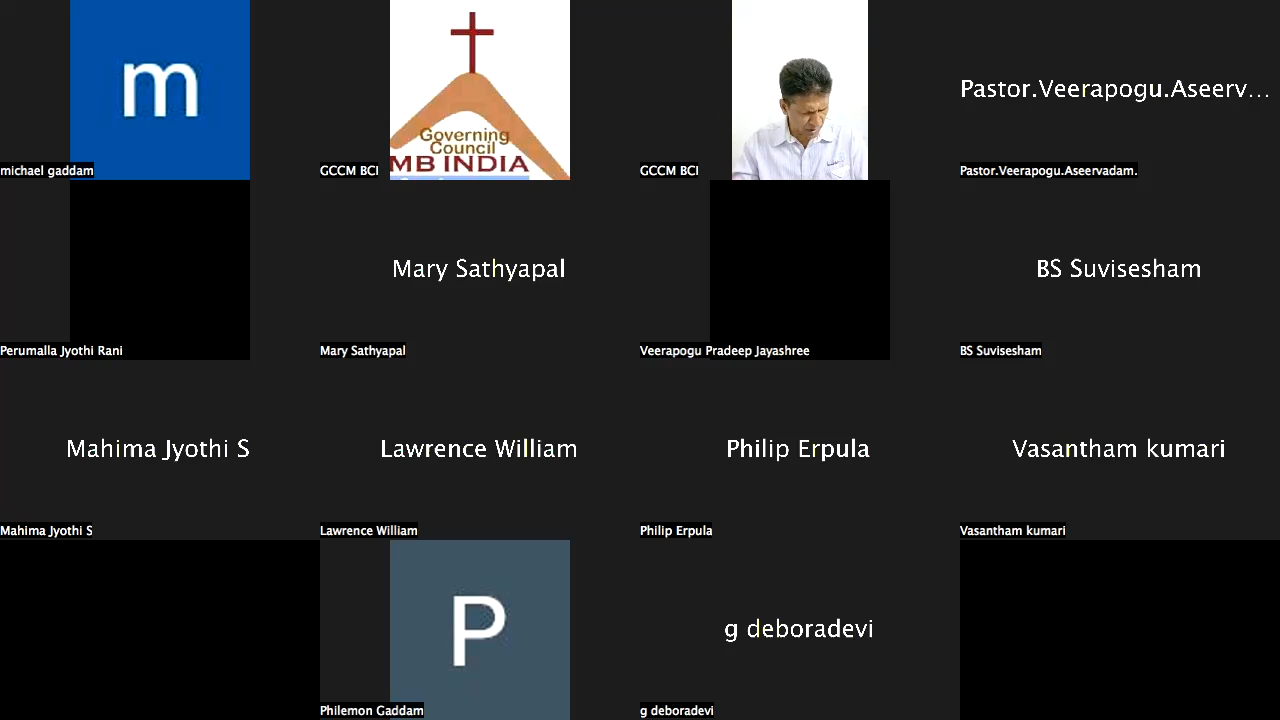 m
michael gaddam
Governing
Council
MB INDIA
GCCM BCI
GCCM BCI
Pastor.Veerapogu.Aseerv...
Pastor.Veerapogu.Aseervadam.
Perumalla Jyothi Rani
Mary Sathyapal
Mary Sathyapal
Veerapogu Pradeep Jayashree
BS Suvisesham
BS Suvisesham
Mahima Jyothi S
Mahima Jyothi S
Lawrence William
Lawrence William
Philip Erpula
Philip Erpula
Vasantham kumari
Vasantham kumari
P
Philemon Gaddam
g deboradevi
g deboradevi